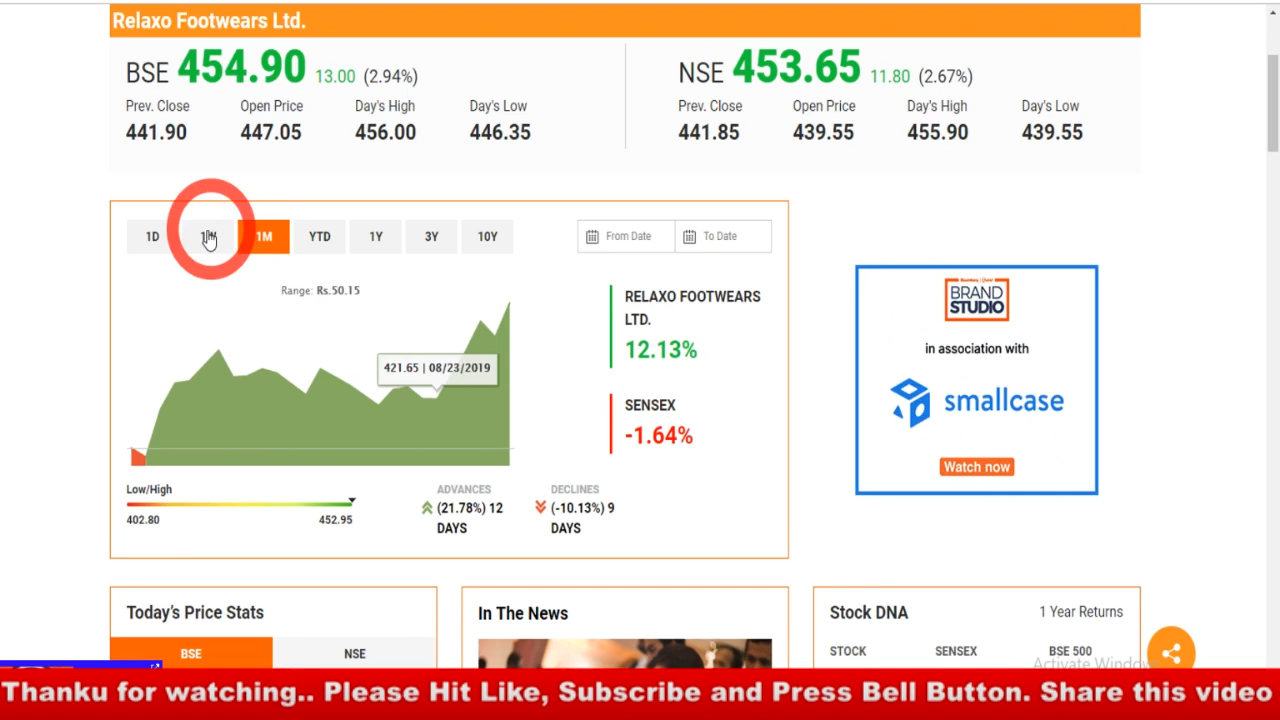 Relaxo Footwears Ltd.
BSE 454.90 13.00 (2.94%)
Prev. Close Open Price Day's High Day's Low
441.90 447.05 456.00 446.35
NSE 453.65 11.80 (2.67%)
Prev. Close Open Price Day's High Day's Low
441.85 439.55 455.90 439.55
1D 1M YTD 1Y 3Y 10Y
From Date To Date
Range: Rs.50.15
421.65 | 08/23/2019
RELAXO FOOTWEARS
LTD.
12.13%
SENSEX
-1.64%
Low/High
402.80 452.95
ADVANCES
(21.78%) 12
DAYS
DECLINES
(-10.13%) 9
DAYS
BRAND
STUDIO
in association with
smallcase
Watch now
Today's Price Stats
BSE NSE
In The News
Stock DNA 1 Year Returns
STOCK SENSEX BSE 500
Thanku for watching.. Please Hit Like, Subscribe and Press Bell Button. Share this video